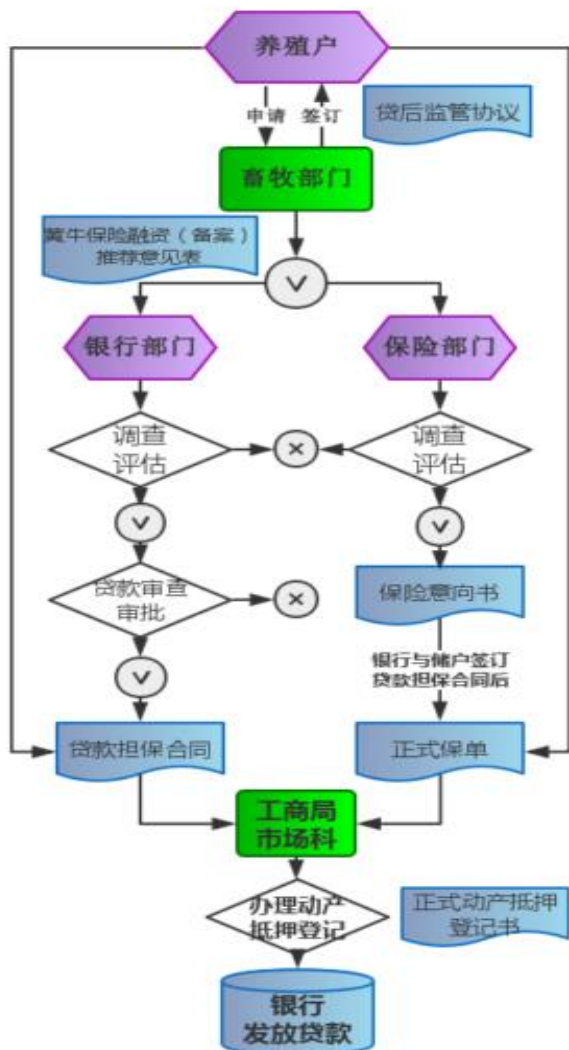 养殖户
申请
签订
贷后监管协议
畜牧部门
黄牛保险融资（备案）
推荐意见表
V
银行部门
保险部门
调查
评估
×
调查
评估
V
V
贷款审查
审批
×
保险意向书
银行与储户签订
贷款担保合同后
V
贷款担保合同
正式保单
工商局
市场科
办理动产
抵押登记
正式动产抵押
登记书
银行
发放贷款